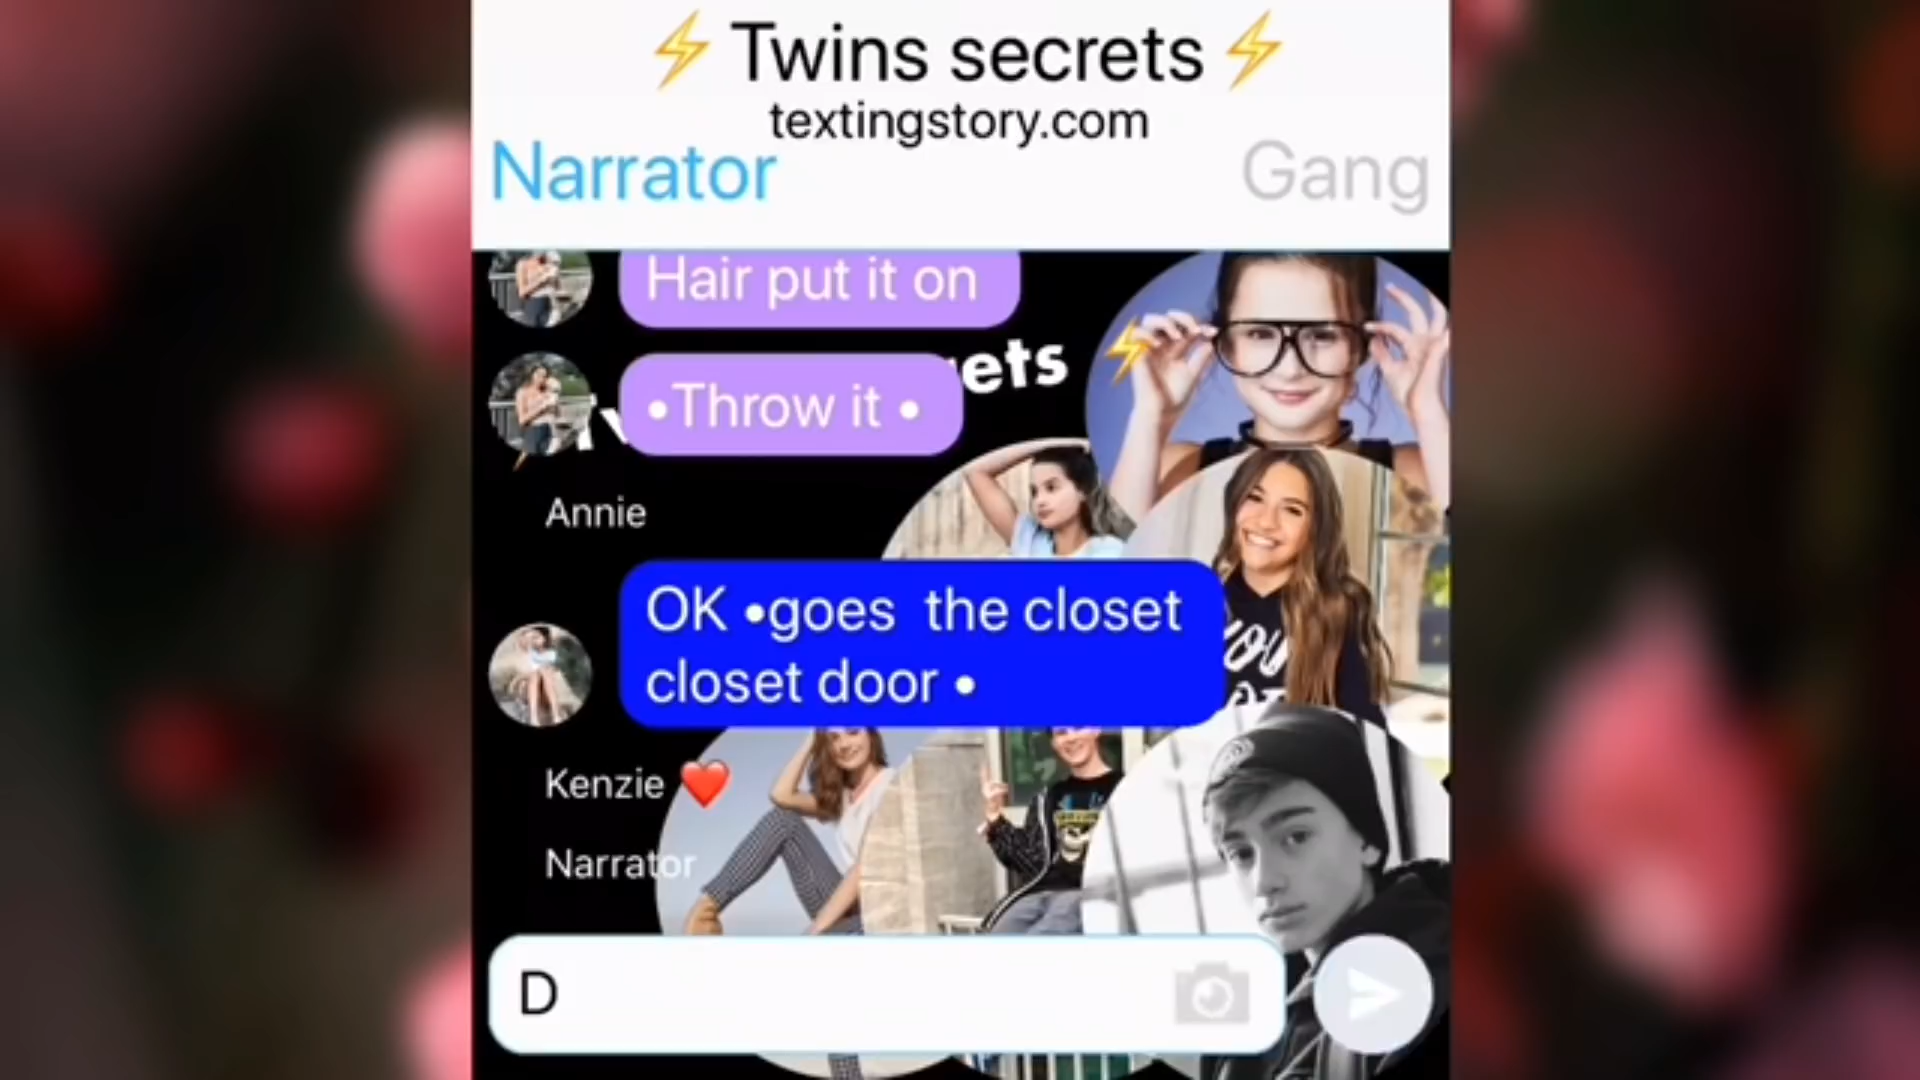 ⚡ Twins secrets ⚡
textingstory.com
Narrator
Gang
Hair put it on
•Throw it •
ets
Annie
OK •goes  the closet
closet door •
Kenzie ❤️
Narrator
D